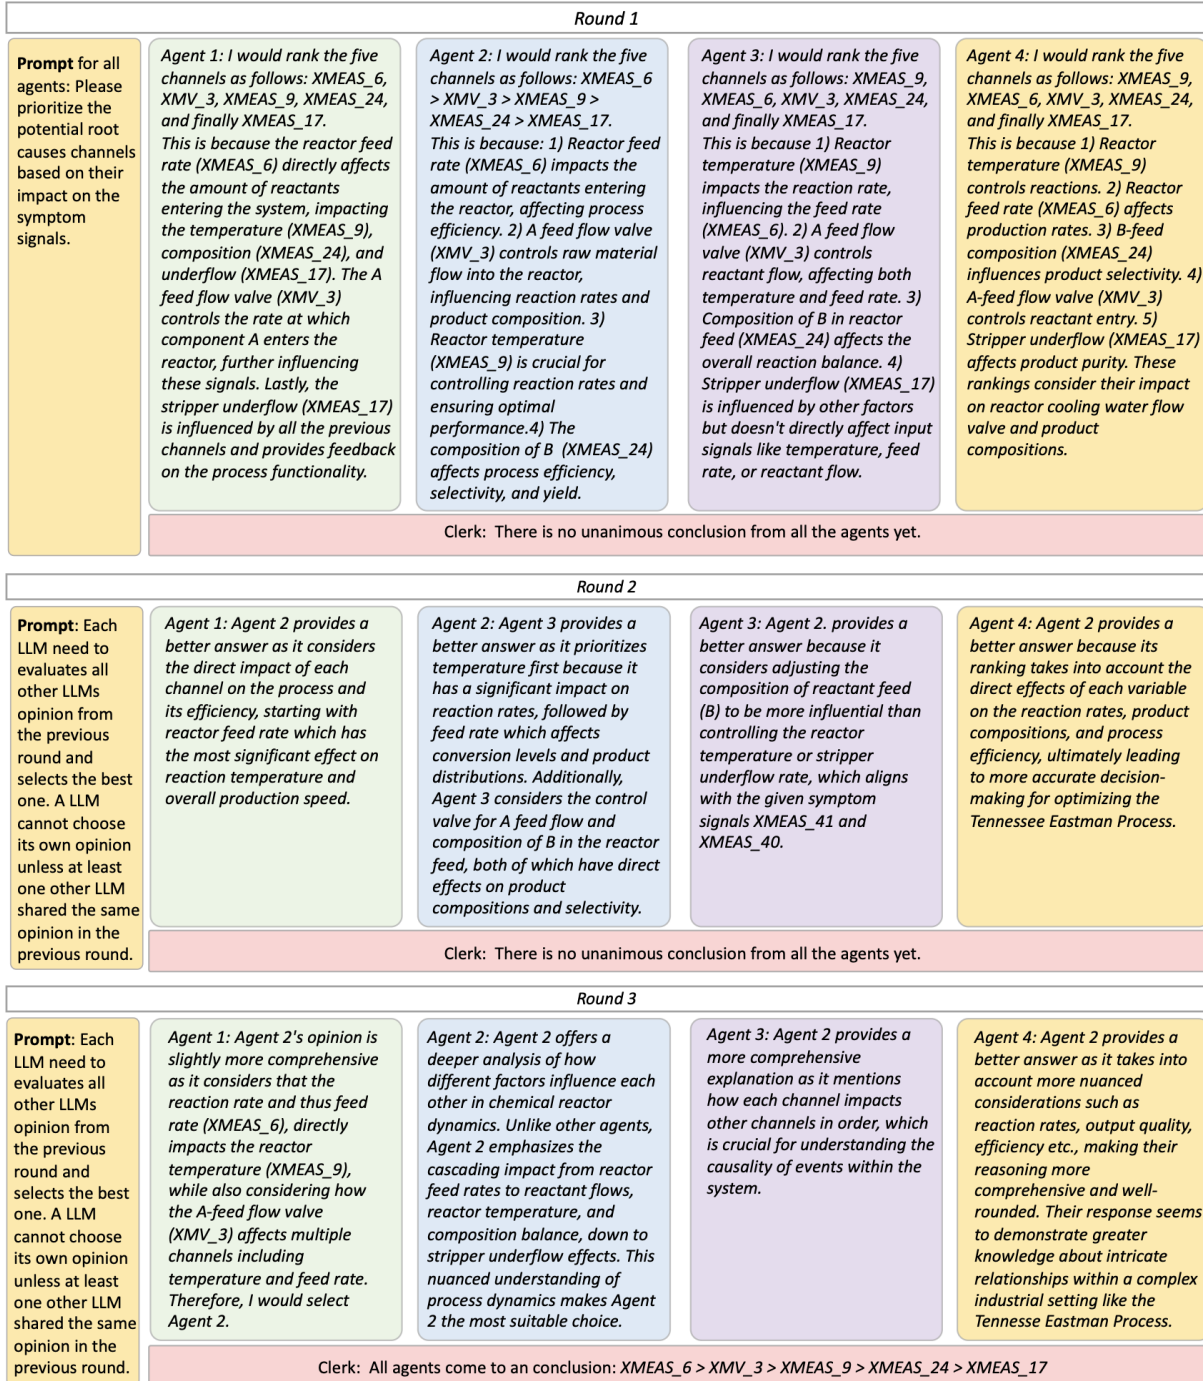 Round 1
Prompt for all
agents: Please
prioritize the
potential root
causes channels
based on their
impact on the
symptom
signals.
Agent 1: I would rank the five
channels as follows: XMEAS_6,
XMV_3, XMEAS_9, XMEAS_24,
and finally XMEAS_17.
This is because the reactor feed
rate (XMEAS_6) directly affects
the amount of reactants
entering the system, impacting
the temperature (XMEAS_9),
composition (XMEAS_24), and
underflow (XMEAS_17). The A
feed flow valve (XMV_3)
controls the rate at which
component A enters the
reactor, further influencing
these signals. Lastly, the
stripper underflow (XMEAS_17)
is influenced by all the previous
channels and provides feedback
on the process functionality.
Agent 2: I would rank the five
channels as follows: XMEAS_6
> XMV_3 > XMEAS_9 >
XMEAS_24 > XMEAS_17.
This is because: 1) Reactor feed
rate (XMEAS_6) impacts the
amount of reactants entering
the reactor, affecting process
efficiency. 2) A feed flow valve
(XMV_3) controls raw material
flow into the reactor,
influencing reaction rates and
product composition. 3)
Reactor temperature
(XMEAS_9) is crucial for
controlling reaction rates and
ensuring optimal
performance.4) The
composition of B (XMEAS_24)
affects process efficiency,
selectivity, and yield.
Agent 3: I would rank the five
channels as follows: XMEAS_9,
XMEAS_6, XMV_3, XMEAS_24,
and finally XMEAS_17.
This is because 1) Reactor
temperature (XMEAS_9)
impacts the reaction rate,
influencing the feed rate
(XMEAS_6). 2) A feed flow
valve (XMV_3) controls
reactant flow, affecting both
temperature and feed rate. 3)
Composition of B in reactor
feed (XMEAS_24) affects the
overall reaction balance. 4)
Stripper underflow (XMEAS_17)
is influenced by other factors
but doesn't directly affect input
signals like temperature, feed
rate, or reactant flow.
Agent 4: I would rank the five
channels as follows: XMEAS_9,
XMEAS_6, XMV_3, XMEAS_24,
and finally XMEAS_17.
This is because 1) Reactor
temperature (XMEAS_9)
controls reactions. 2) Reactor
feed rate (XMEAS_6) affects
production rates. 3) B-feed
composition (XMEAS_24)
influences product selectivity. 4)
A-feed flow valve (XMV_3)
controls reactant entry. 5)
Stripper underflow (XMEAS_17)
affects product purity. These
rankings consider their impact
on reactor cooling water flow
valve and product
compositions.
Clerk: There is no unanimous conclusion from all the agents yet.
Round 2
Prompt: Each
LLM need to
evaluates all
other LLMs
opinion from
the previous
round and
selects the best
one. A LLM
cannot choose
its own opinion
unless at least
one other LLM
shared the same
opinion in the
previous round.
Agent 1: Agent 2 provides a
better answer as it considers
the direct impact of each
channel on the process and
its efficiency, starting with
reactor feed rate which has
the most significant effect on
reaction temperature and
overall production speed.
Agent 2: Agent 3 provides a
better answer as it prioritizes
temperature first because it
has a significant impact on
reaction rates, followed by
feed rate which affects
conversion levels and product
distributions. Additionally,
Agent 3 considers the control
valve for A feed flow and
composition of B in the reactor
feed, both of which have direct
effects on product
compositions and selectivity.
Agent 3: Agent 2. provides a
better answer because it
considers adjusting the
composition of reactant feed
(B) to be more influential than
controlling the reactor
temperature or stripper
underflow rate, which aligns
with the given symptom
signals XMEAS_41 and
XMEAS_40.
Agent 4: Agent 2 provides a
better answer because its
ranking takes into account the
direct effects of each variable
on the reaction rates, product
compositions, and process
efficiency, ultimately leading
to more accurate decision-
making for optimizing the
Tennessee Eastman Process.
Clerk: There is no unanimous conclusion from all the agents yet.
Round 3
Prompt: Each
LLM need to
evaluates all
other LLMs
opinion from
the previous
round and
selects the best
one. A LLM
cannot choose
its own opinion
unless at least
one other LLM
shared the same
opinion in the
previous round.
Agent 1: Agent 2's opinion is
slightly more comprehensive
as it considers that the
reaction rate and thus feed
rate (XMEAS_6), directly
impacts the reactor
temperature (XMEAS_9),
while also considering how
the A-feed flow valve
(XMV_3) affects multiple
channels including
temperature and feed rate.
Therefore, I would select
Agent 2.
Agent 2: Agent 2 offers a
deeper analysis of how
different factors influence each
other in chemical reactor
dynamics. Unlike other agents,
Agent 2 emphasizes the
cascading impact from reactor
feed rates to reactant flows,
reactor temperature, and
composition balance, down to
stripper underflow effects. This
nuanced understanding of
process dynamics makes Agent
2 the most suitable choice.
Agent 3: Agent 2 provides a
more comprehensive
explanation as it mentions
how each channel impacts
other channels in order, which
is crucial for understanding the
causality of events within the
system.
Agent 4: Agent 2 provides a
better answer as it takes into
account more nuanced
considerations such as
reaction rates, output quality,
efficiency etc., making their
reasoning more
comprehensive and well-
rounded. Their response seems
to demonstrate greater
knowledge about intricate
relationships within a complex
industrial setting like the
Tennesse Eastman Process.
Clerk: All agents come to an conclusion: XMEAS_6 > XMV_3 > XMEAS_9 > XMEAS_24 > XMEAS_17